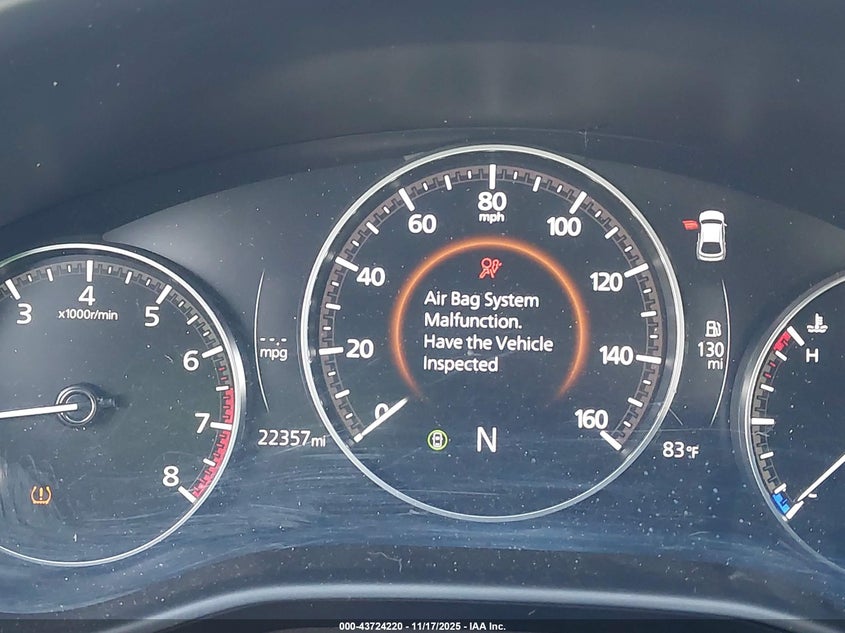 80
mph
60
100
40
120
20
140
0
160
Air Bag System
Malfunction.
Have the Vehicle
Inspected
N
3
4
5
x1000r/min
6
7
8
---
mpg
22357mi
130
mi
83°F
H
000-43724220 - 11/17/2025 - IAA Inc.